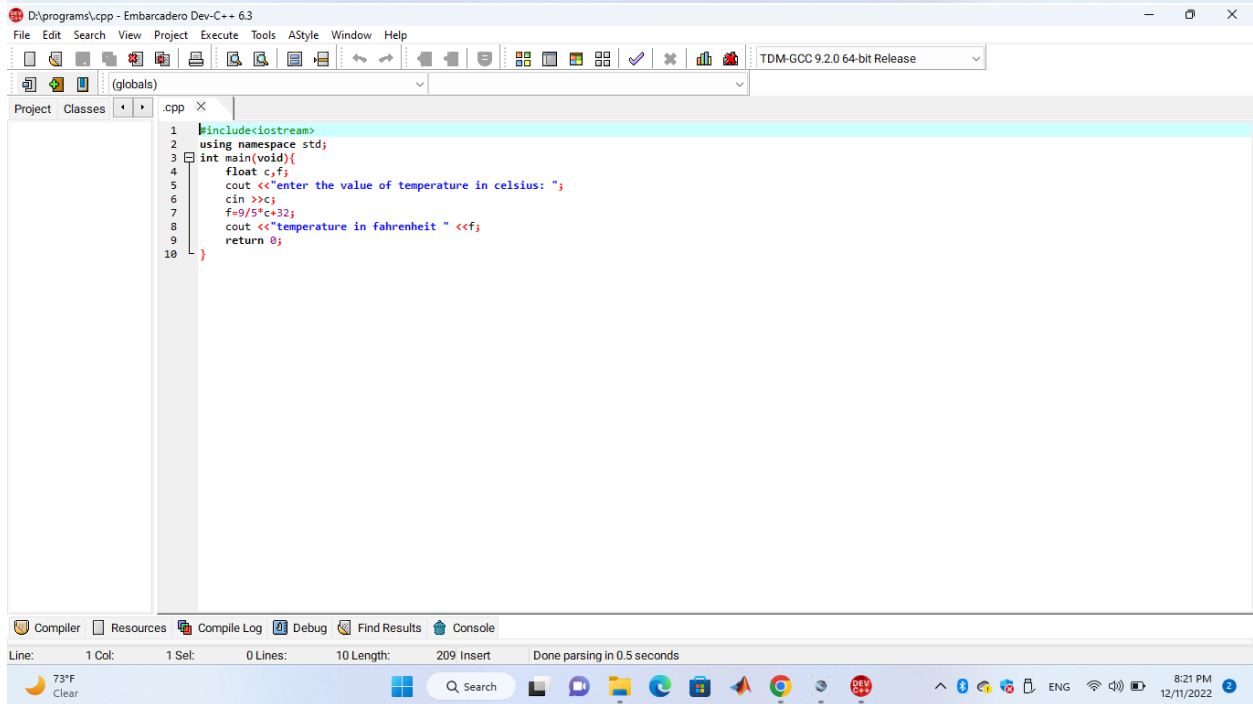 D:\programs\.cpp - Embarcadero Dev-C++ 6.3
File Edit Search View Project Execute Tools AStyle Window Help
TDM-GCC 9.2.0 64-bit Release
(globals)
Project Classes .cpp
1 #include<iostream>
2 using namespace std;
3 int main(void){
4 float c,f;
5 cout <<"enter the value of temperature in celsius: ";
6 cin >>c;
7 f=9/5*c+32;
8 cout <<"temperature in fahrenheit " <<f;
9 return 0;
10 }
Compiler Resources Compile Log Debug Find Results Console
Line: 1 Col: 1 Sel: 0 Lines: 10 Length: 209 Insert Done parsing in 0.5 seconds
73°F
Clear
Search
DEV C++
ENG
8:21 PM
12/11/2022
2